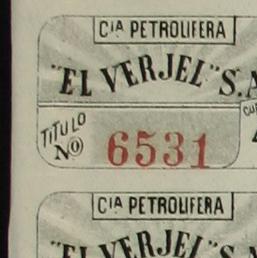 CIA PETROLIFERA
"EL VERJEL" S.A
TITULO
No 6531
CIA PETROLIFERA
"EL VERJEL" S.A